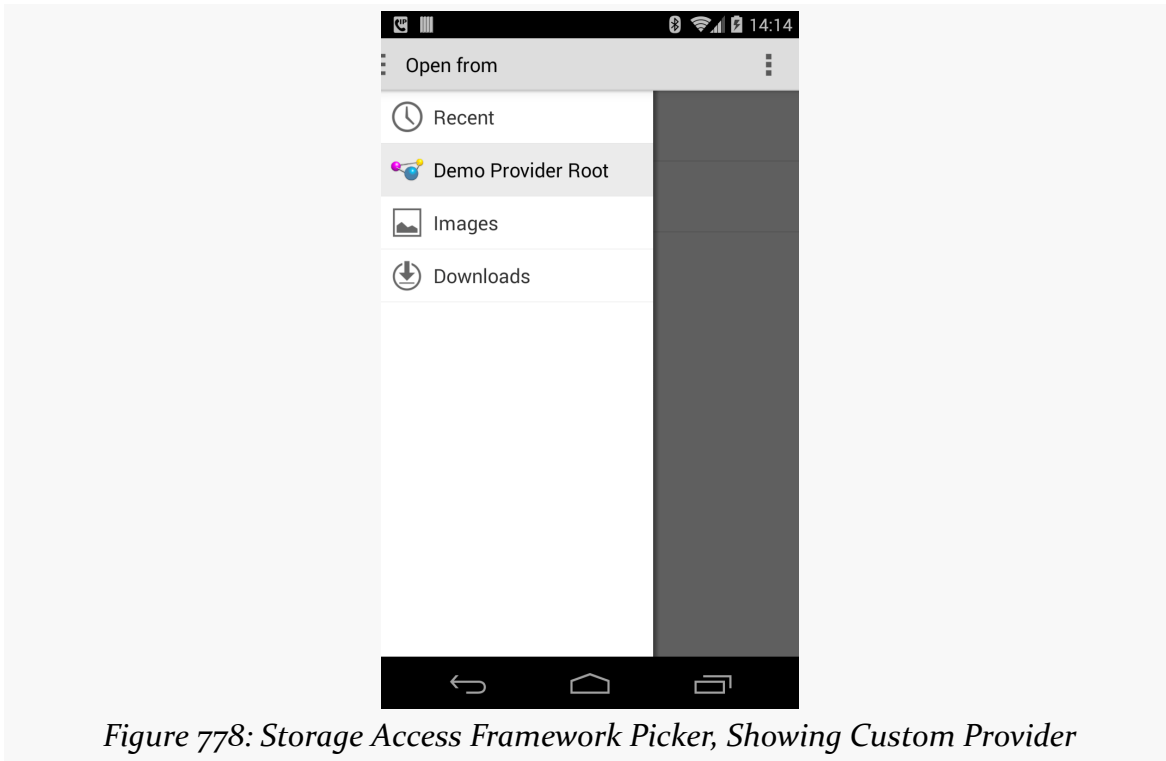 14:14
Open from
Recent
Demo Provider Root
Images
Downloads
Figure 778: Storage Access Framework Picker, Showing Custom Provider